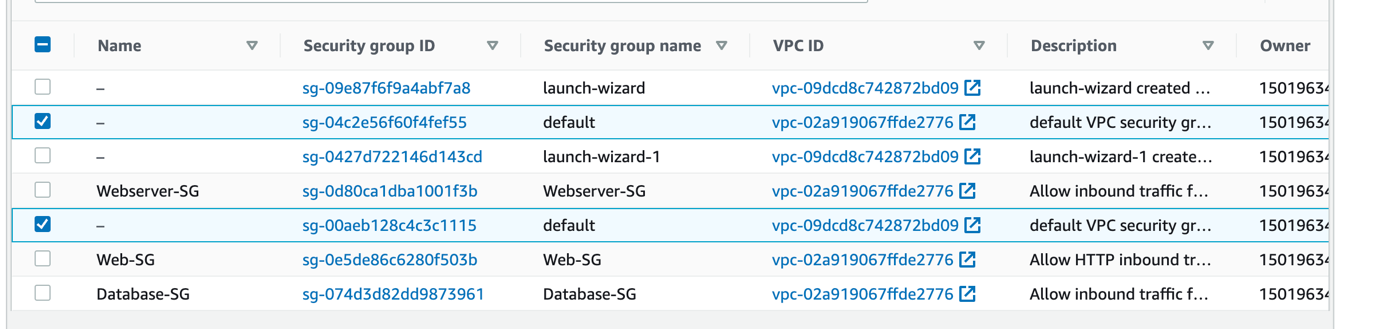 Name Security group ID Security group name VPC ID Description Owner
– sg-09e87f6f9a4abf7a8 launch-wizard vpc-09dcd8c742872bd09 launch-wizard created ... 15019634
– sg-04c2e56f60f4fef55 default vpc-02a919067ffde2776 default VPC security gr... 15019634
– sg-0427d722146d143cd launch-wizard-1 vpc-09dcd8c742872bd09 launch-wizard-1 create... 15019634
Webserver-SG sg-0d80ca1dba1001f3b Webserver-SG vpc-02a919067ffde2776 Allow inbound traffic f... 15019634
– sg-00aeb128c4c3c1115 default vpc-09dcd8c742872bd09 default VPC security gr... 15019634
Web-SG sg-0e5de86c6280f503b Web-SG vpc-02a919067ffde2776 Allow HTTP inbound tr... 15019634
Database-SG sg-074d3d82dd9873961 Database-SG vpc-02a919067ffde2776 Allow inbound traffic f... 15019634